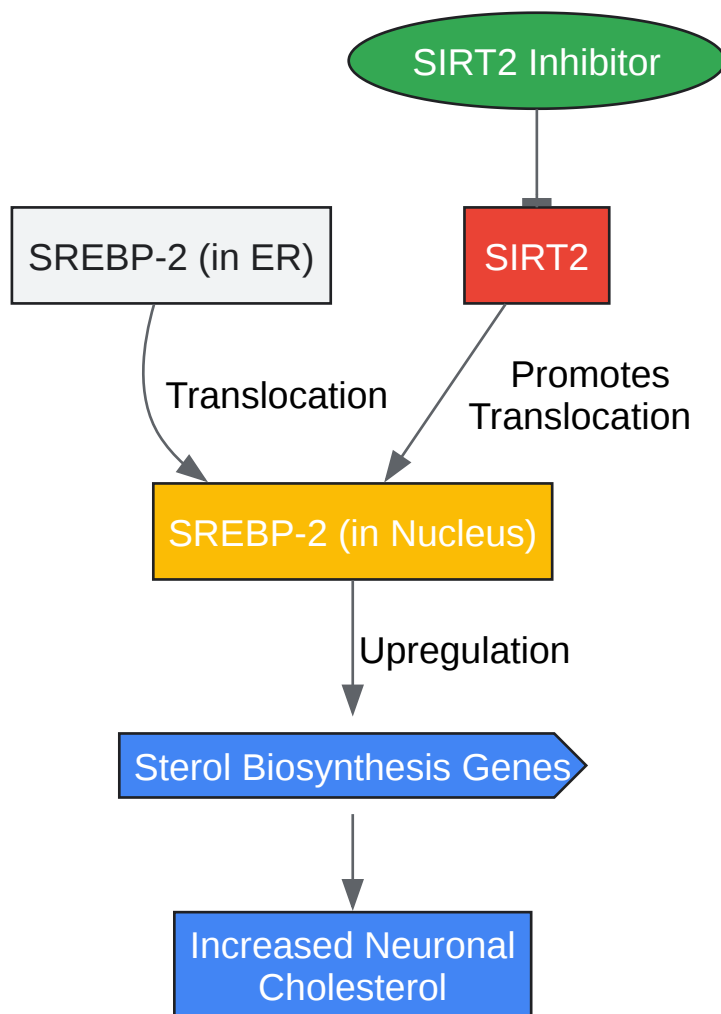 SIRT2 Inhibitor
SREBP-2 (in ER)
SIRT2
Translocation
Promotes
Translocation
SREBP-2 (in Nucleus)
Upregulation
Sterol Biosynthesis Genes
Increased Neuronal
Cholesterol